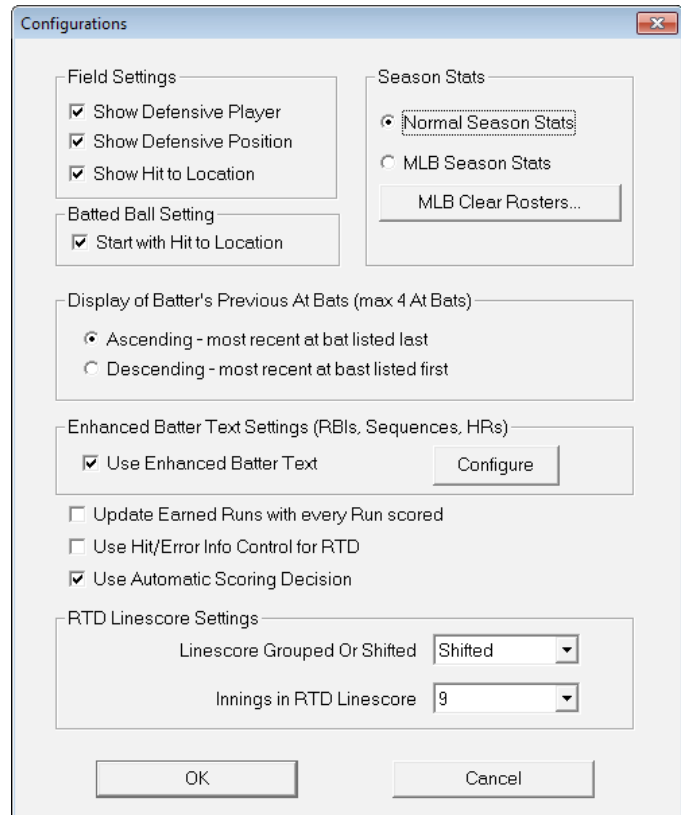 Configurations
Field Settings
Show Defensive Player
Show Defensive Position
Show Hit to Location
Batted Ball Setting
Start with Hit to Location
Season Stats
Normal Season Stats
MLB Season Stats
MLB Clear Rosters...
Display of Batter's Previous At Bats (max 4 At Bats)
Ascending - most recent at bat listed last
Descending - most recent at bast listed first
Enhanced Batter Text Settings (RBIs, Sequences, HRs)
Use Enhanced Batter Text
Configure
Update Earned Runs with every Run scored
Use Hit/Error Info Control for RTD
Use Automatic Scoring Decision
RTD Linescore Settings
Linescore Grouped Or Shifted
Shifted
Innings in RTD Linescore
9
OK
Cancel